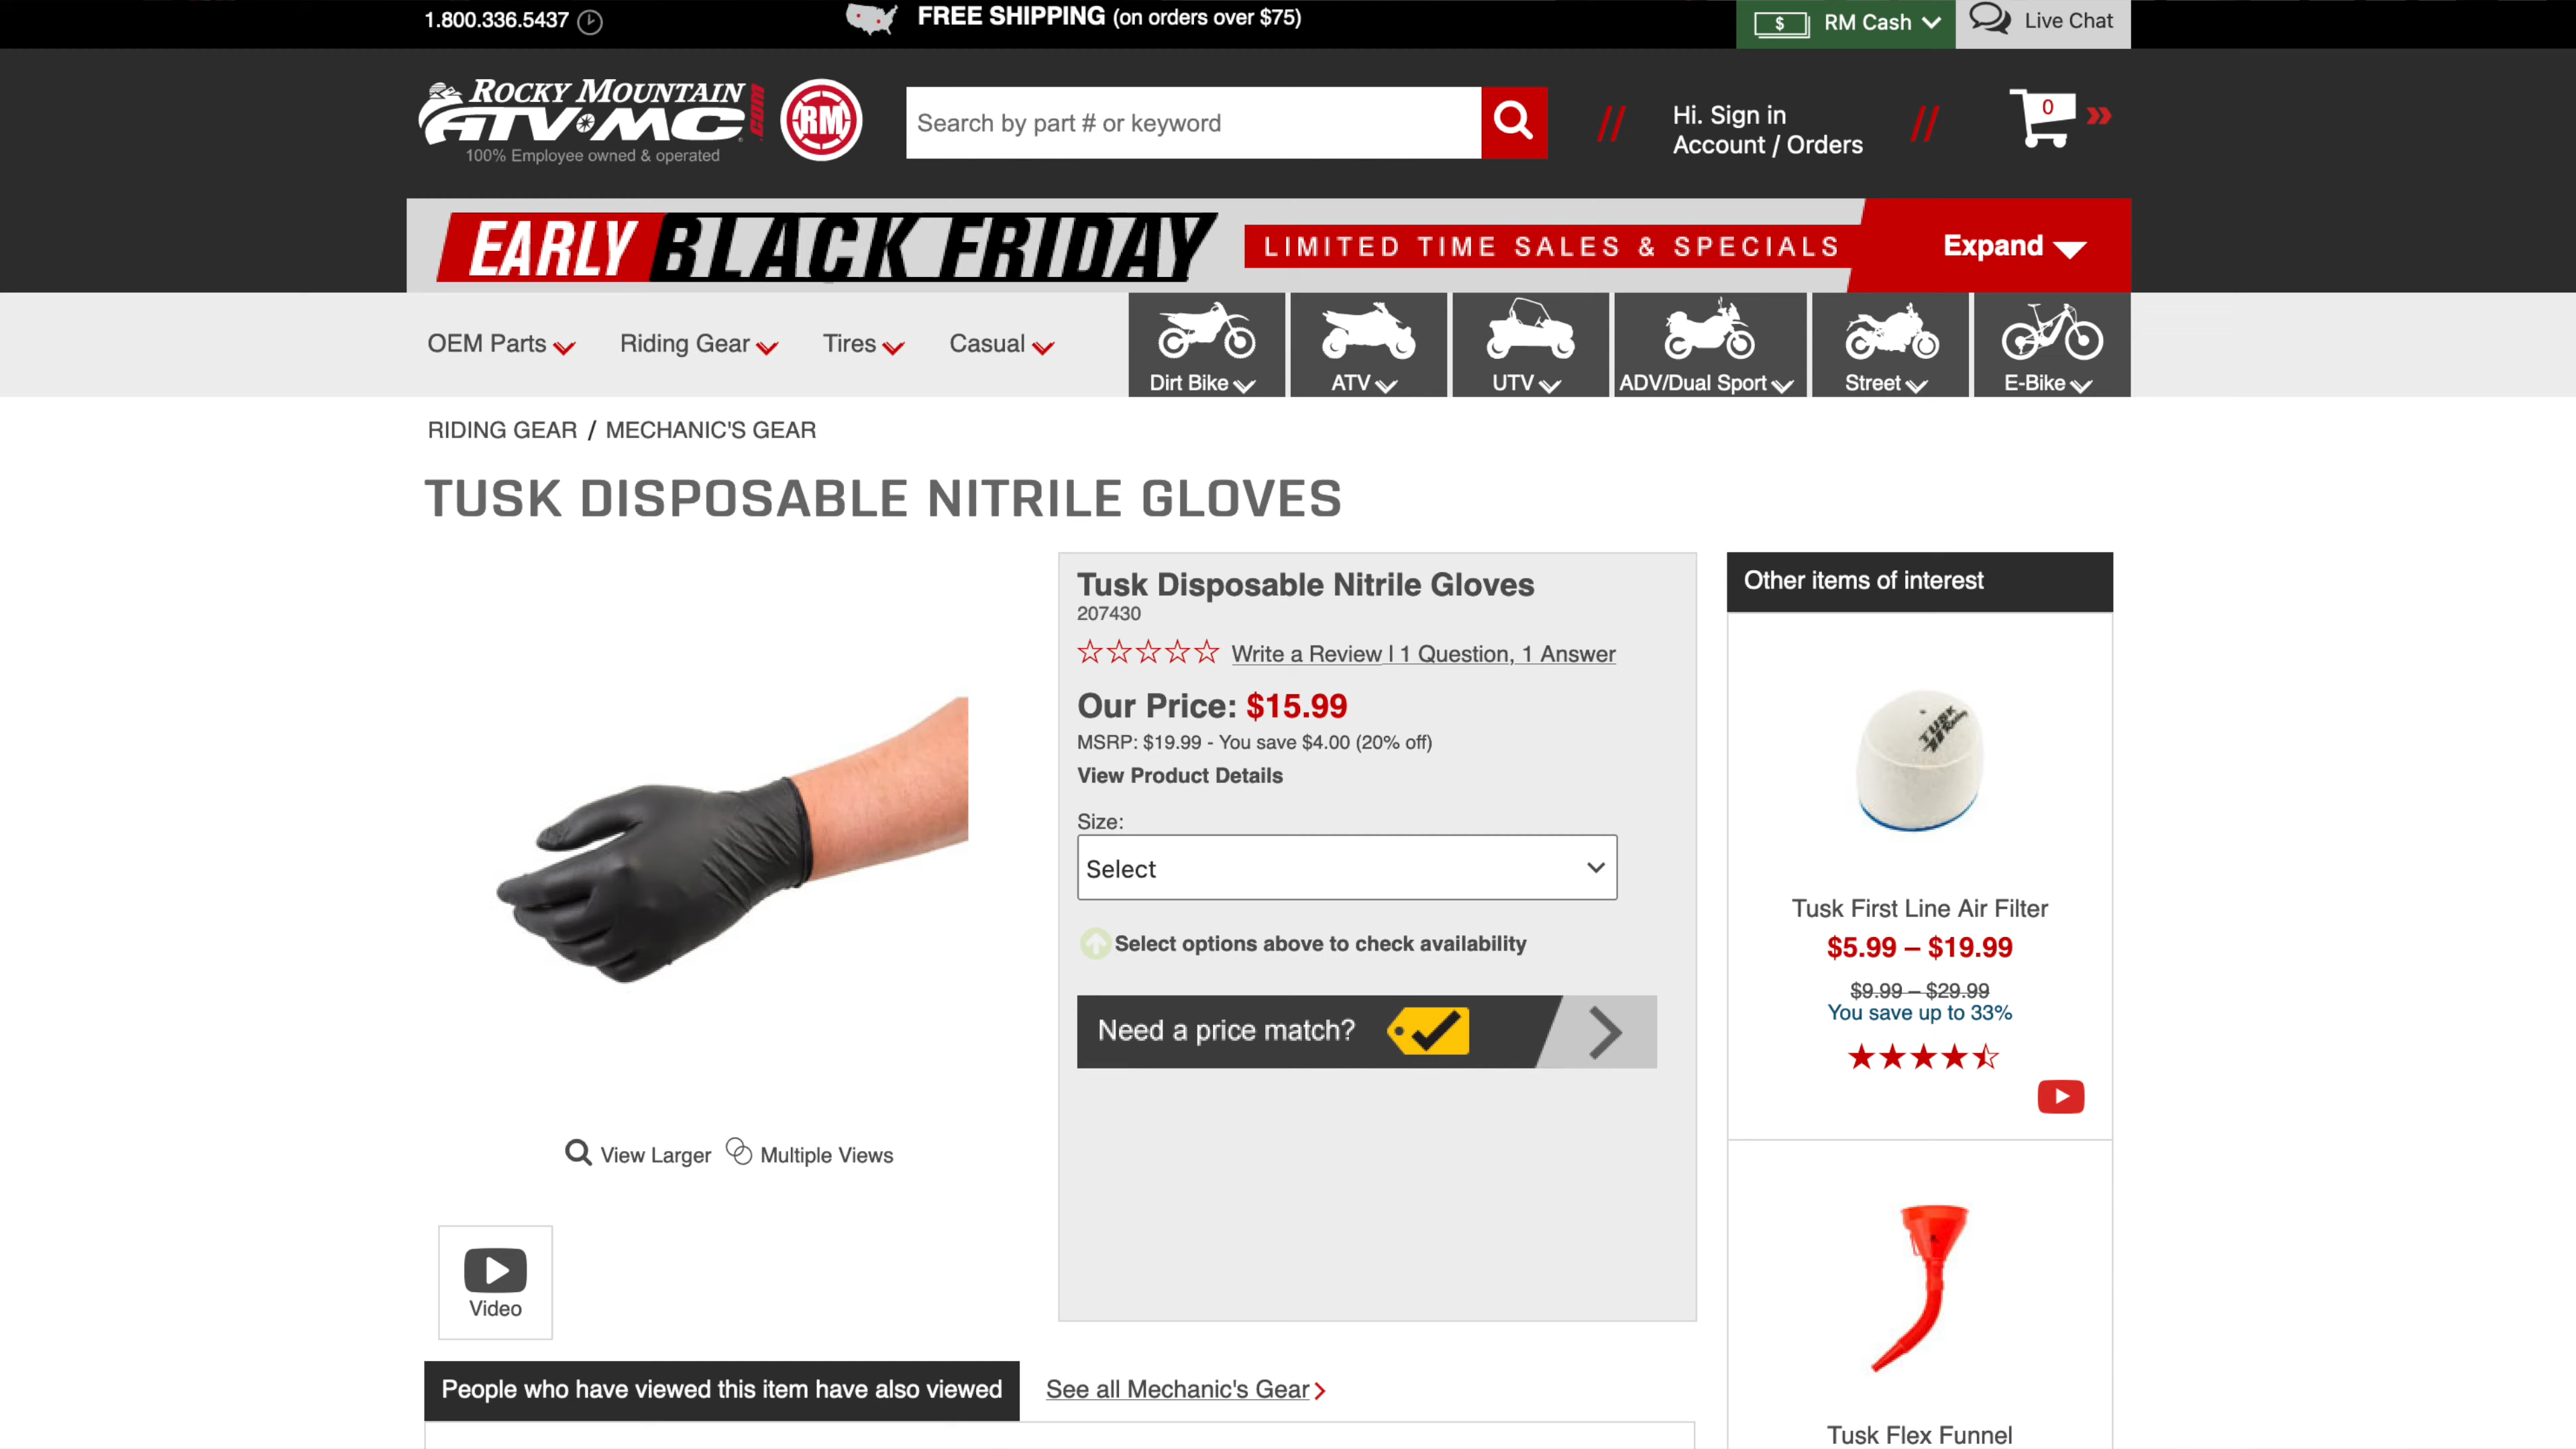 1.800.336.5437
FREE SHIPPING (on orders over $75)
$ RM Cash
Live Chat
ROCKY MOUNTAIN
ATV MC .COM
100% Employee owned & operated
RM
Search by part # or keyword
Hi. Sign in
Account / Orders
0
EARLY BLACK FRIDAY
LIMITED TIME SALES & SPECIALS
Expand
OEM Parts
Riding Gear
Tires
Casual
Dirt Bike
ATV
UTV
ADV/Dual Sport
Street
E-Bike
RIDING GEAR / MECHANIC'S GEAR
TUSK DISPOSABLE NITRILE GLOVES
Tusk Disposable Nitrile Gloves
207430
Write a Review | 1 Question, 1 Answer
Our Price: $15.99
MSRP: $19.99 - You save $4.00 (20% off)
View Product Details
Size:
Select
Select options above to check availability
Need a price match?
View Larger
Multiple Views
Video
People who have viewed this item have also viewed
See all Mechanic's Gear
Other items of interest
TUSK
Racing
Tusk First Line Air Filter
$5.99 – $19.99
$9.99 – $29.99
You save up to 33%
Tusk Flex Funnel